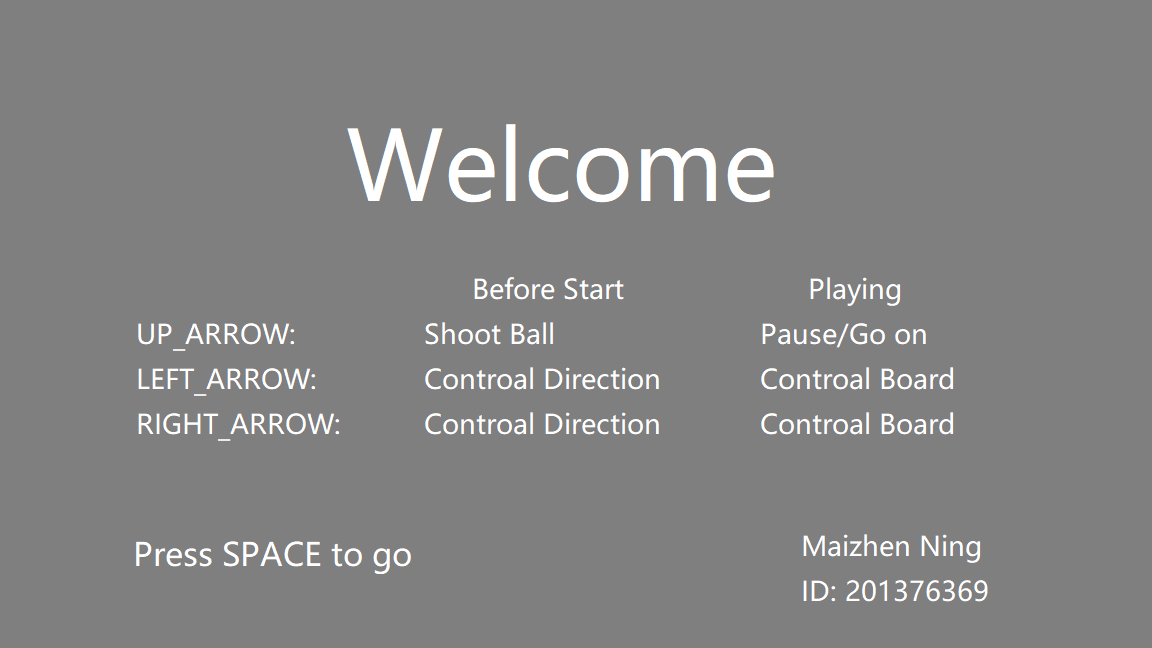 Welcome
Before Start Playing
UP_ARROW: Shoot Ball Pause/Go on
LEFT_ARROW: Controal Direction Controal Board
RIGHT_ARROW: Controal Direction Controal Board
Press SPACE to go
Maizhen Ning
ID: 201376369